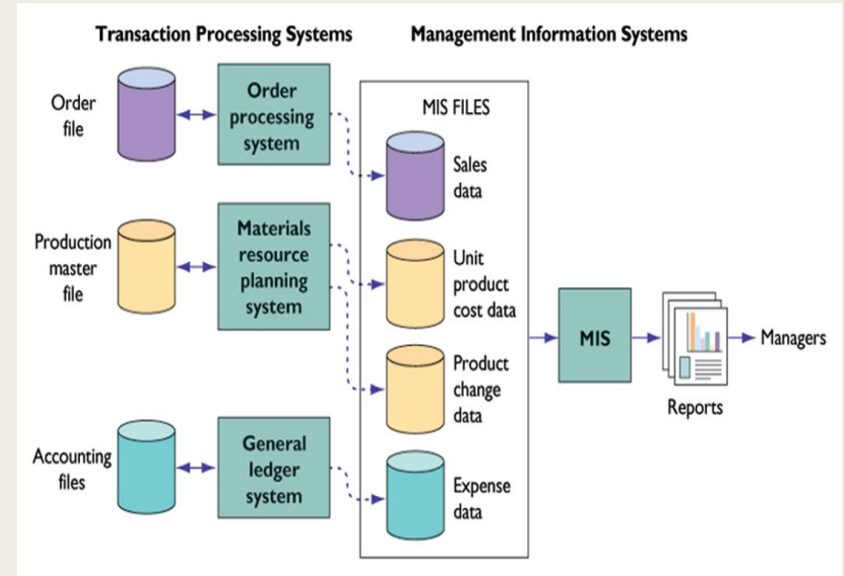 Transaction Processing Systems
Management Information Systems
Order
file
Order
processing
system
MIS FILES
Sales
data
Production
master
file
Materials
resource
planning
system
Unit
product
cost data
Product
change
data
MIS
Reports
Managers
Accounting
files
General
ledger
system
Expense
data